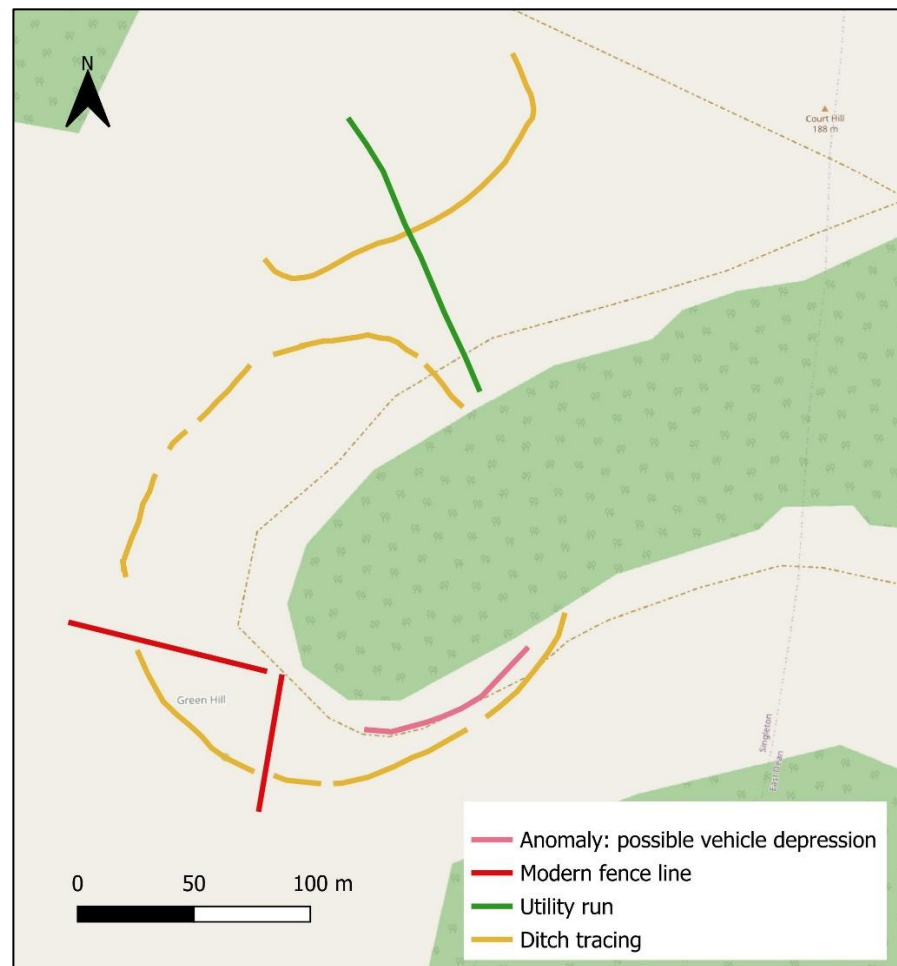 N
Court Hill
188 m
Green Hill
Singleton
East Dean
0 50 100 m
Anomaly: possible vehicle depression
Modern fence line
Utility run
Ditch tracing